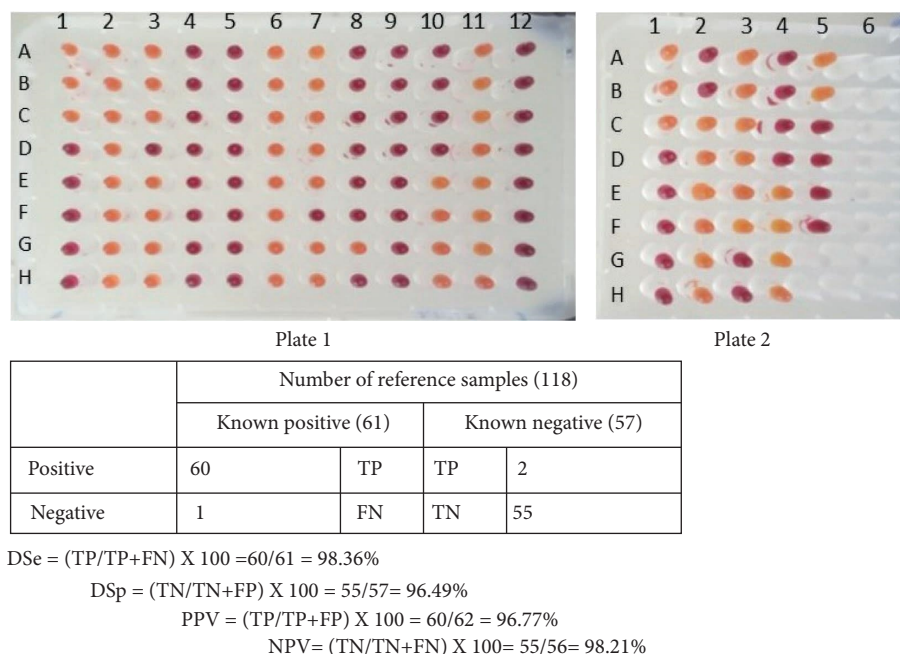 1 2 3 4 5 6 7 8 9 10 11 12
A
B
C
D
E
F
G
H
Plate 1
1 2 3 4 5 6
A
B
C
D
E
F
G
H
Plate 2
Number of reference samples (118)
Known positive (61) Known negative (57)
Positive 60 TP TP 2
Negative 1 FN TN 55
DSe = (TP/TP+FN) X 100 =60/61 = 98.36%
DSp = (TN/TN+FP) X 100 = 55/57= 96.49%
PPV = (TP/TP+FP) X 100 = 60/62 = 96.77%
NPV= (TN/TN+FN) X 100= 55/56= 98.21%